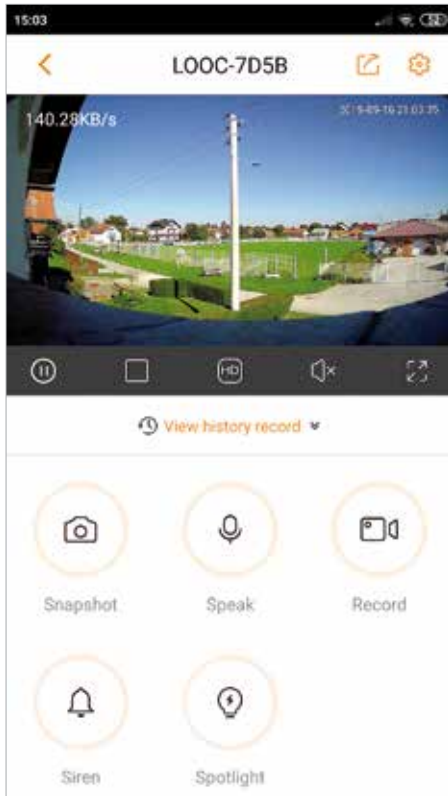 15:03
LOOC-7D5B
140.28KB/s
HD
View history record
Snapshot
Speak
Record
Siren
Spotlight